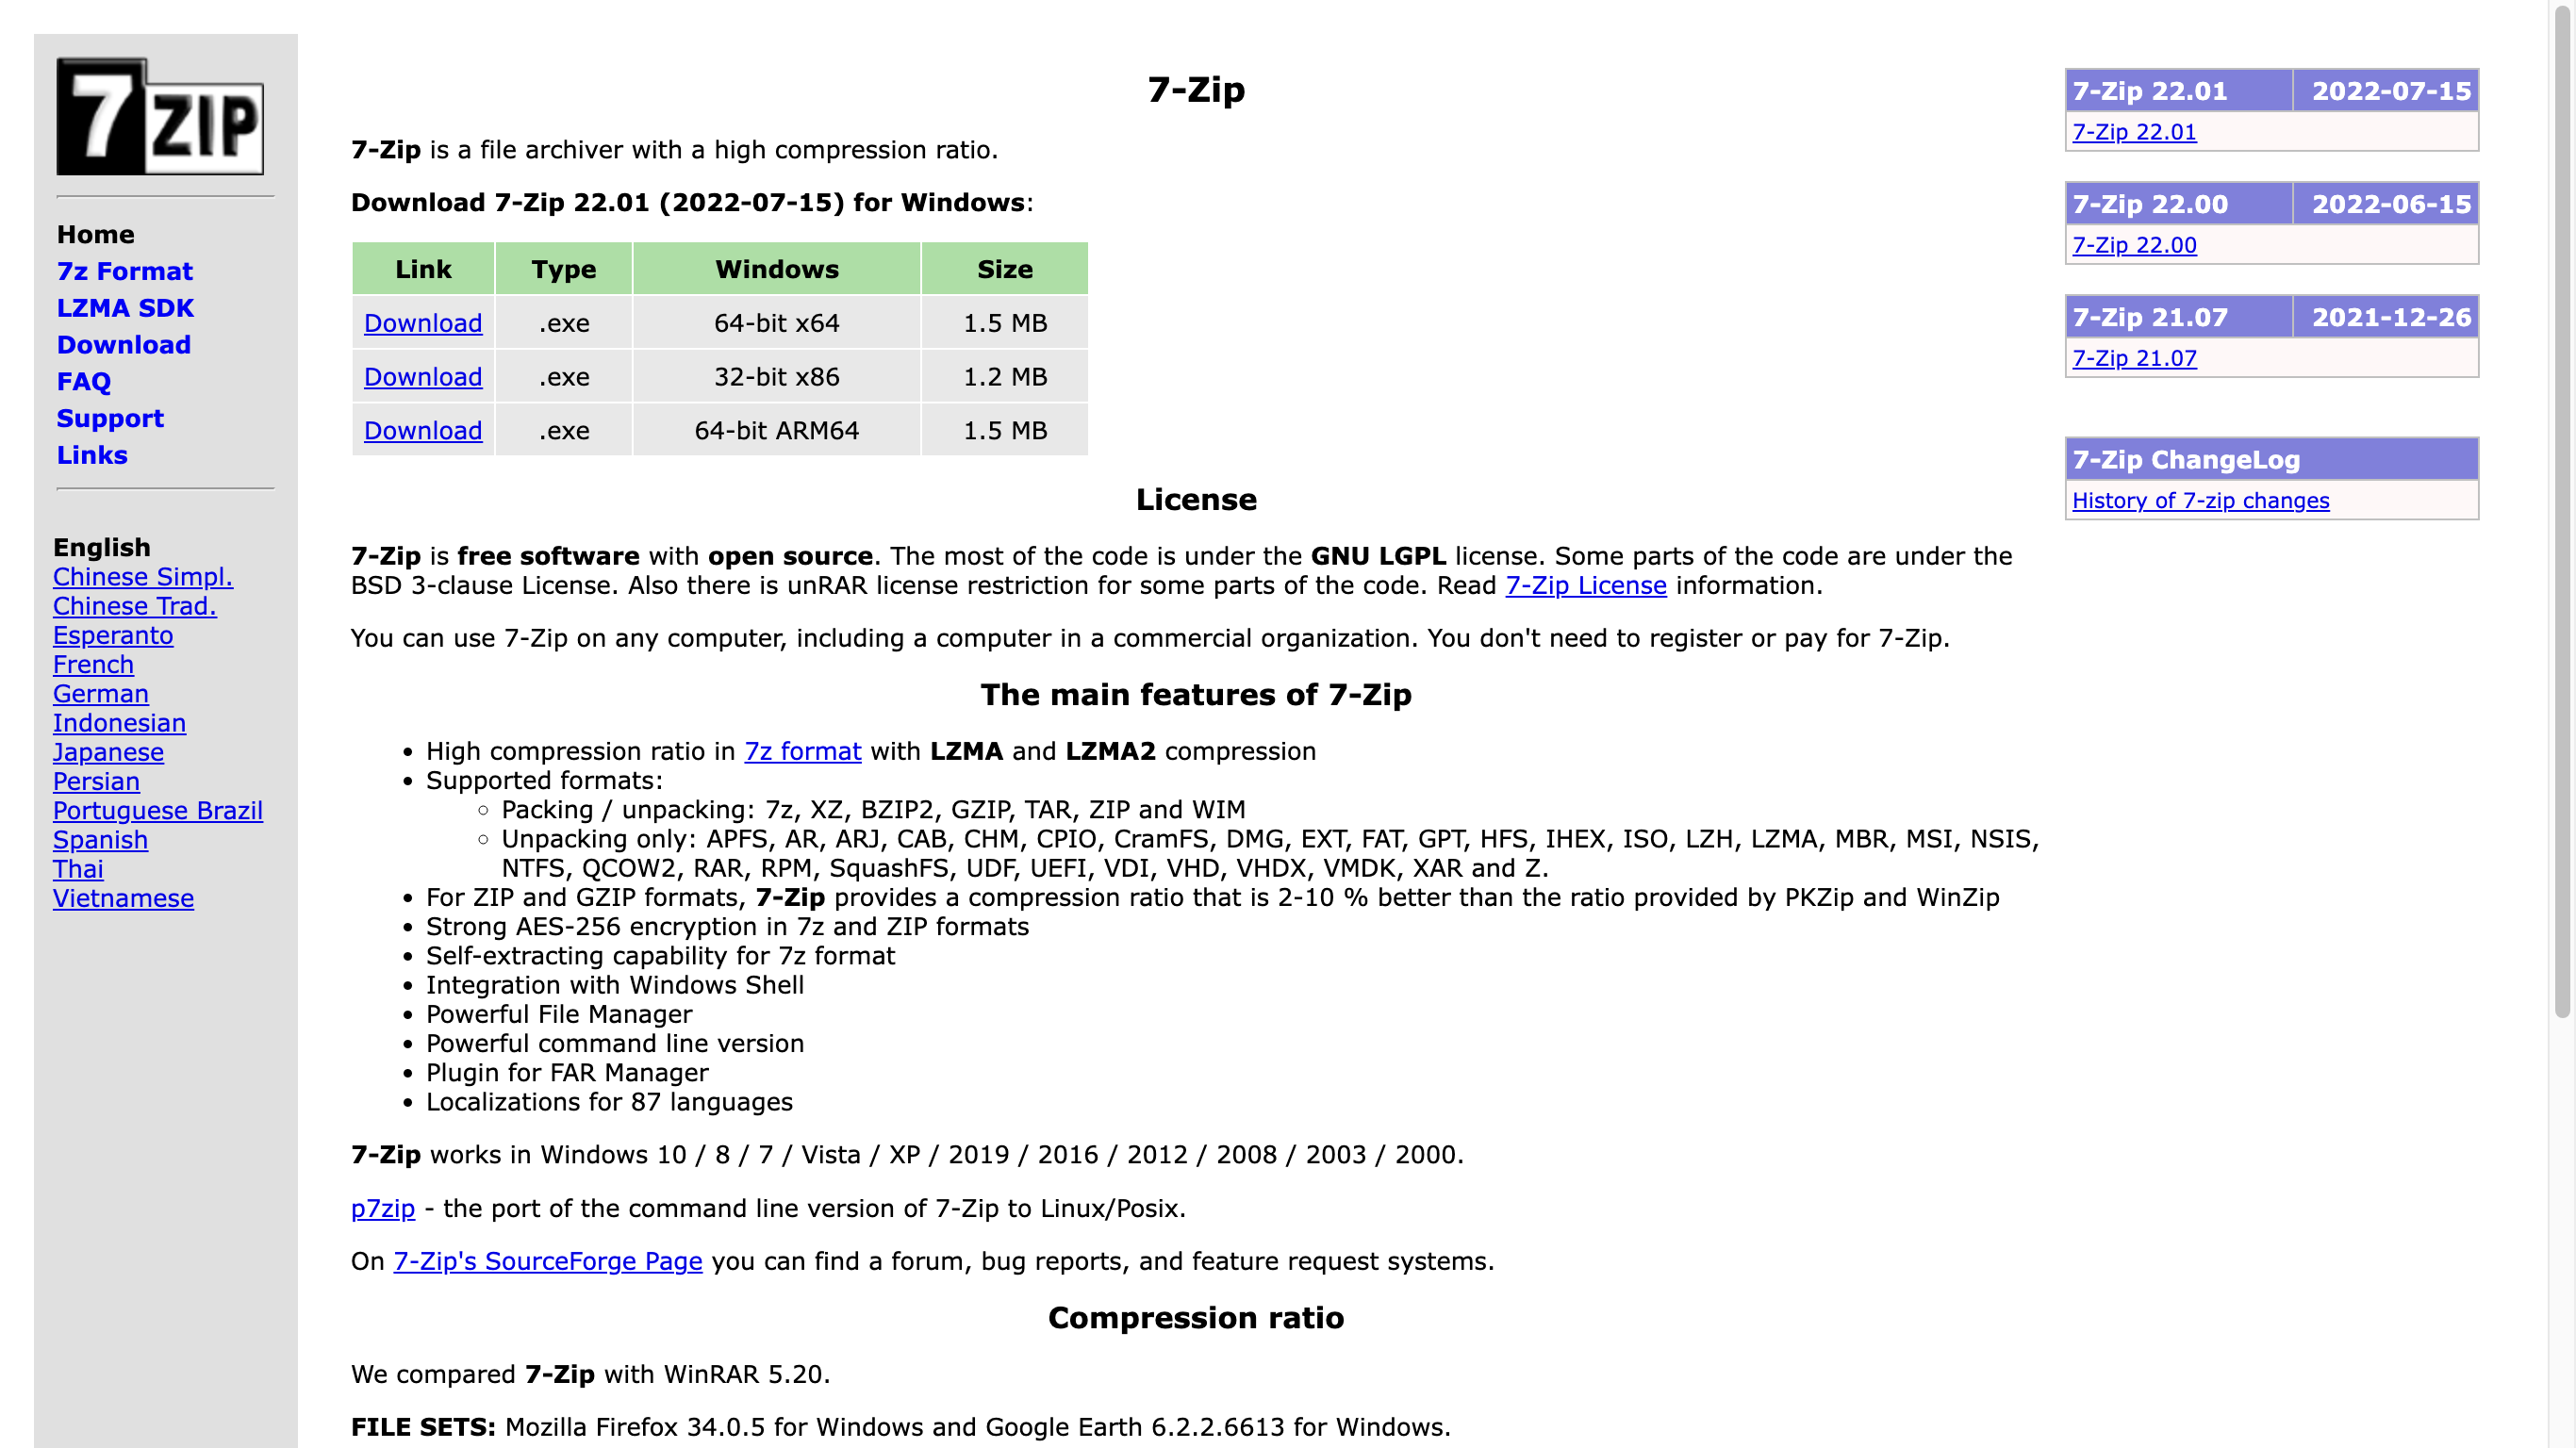 7 ZIP
Home
7z Format
LZMA SDK
Download
FAQ
Support
Links
English
Chinese Simpl.
Chinese Trad.
Esperanto
French
German
Indonesian
Japanese
Persian
Portuguese Brazil
Spanish
Thai
Vietnamese
7-Zip
7-Zip is a file archiver with a high compression ratio.
Download 7-Zip 22.01 (2022-07-15) for Windows:
Link Type Windows Size
Download .exe 64-bit x64 1.5 MB
Download .exe 32-bit x86 1.2 MB
Download .exe 64-bit ARM64 1.5 MB
License
7-Zip is free software with open source. The most of the code is under the GNU LGPL license. Some parts of the code are under the
BSD 3-clause License. Also there is unRAR license restriction for some parts of the code. Read 7-Zip License information.
You can use 7-Zip on any computer, including a computer in a commercial organization. You don't need to register or pay for 7-Zip.
The main features of 7-Zip
• High compression ratio in 7z format with LZMA and LZMA2 compression
• Supported formats:
◦ Packing / unpacking: 7z, XZ, BZIP2, GZIP, TAR, ZIP and WIM
◦ Unpacking only: APFS, AR, ARJ, CAB, CHM, CPIO, CramFS, DMG, EXT, FAT, GPT, HFS, IHEX, ISO, LZH, LZMA, MBR, MSI, NSIS,
NTFS, QCOW2, RAR, RPM, SquashFS, UDF, UEFI, VDI, VHD, VHDX, VMDK, XAR and Z.
• For ZIP and GZIP formats, 7-Zip provides a compression ratio that is 2-10 % better than the ratio provided by PKZip and WinZip
• Strong AES-256 encryption in 7z and ZIP formats
• Self-extracting capability for 7z format
• Integration with Windows Shell
• Powerful File Manager
• Powerful command line version
• Plugin for FAR Manager
• Localizations for 87 languages
7-Zip works in Windows 10 / 8 / 7 / Vista / XP / 2019 / 2016 / 2012 / 2008 / 2003 / 2000.
p7zip - the port of the command line version of 7-Zip to Linux/Posix.
On 7-Zip's SourceForge Page you can find a forum, bug reports, and feature request systems.
Compression ratio
We compared 7-Zip with WinRAR 5.20.
FILE SETS: Mozilla Firefox 34.0.5 for Windows and Google Earth 6.2.2.6613 for Windows.
7-Zip 22.01 2022-07-15
7-Zip 22.01
7-Zip 22.00 2022-06-15
7-Zip 22.00
7-Zip 21.07 2021-12-26
7-Zip 21.07
7-Zip ChangeLog
History of 7-zip changes